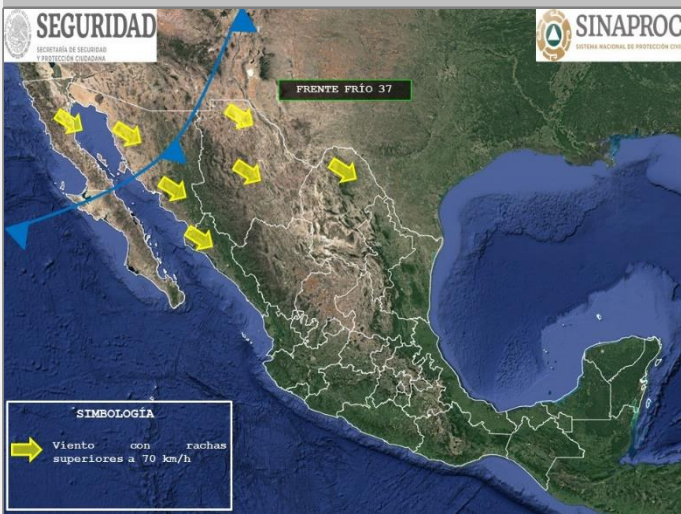 SEGURIDAD
SECRETARÍA DE SEGURIDAD
Y PROTECCIÓN CIUDADANA
SINAPROC
SISTEMA NACIONAL DE PROTECCIÓN CIVIL
FRENTE FRÍO 37
SIMBOLOGÍA
Viento con rachas
superiores a 70 km/h